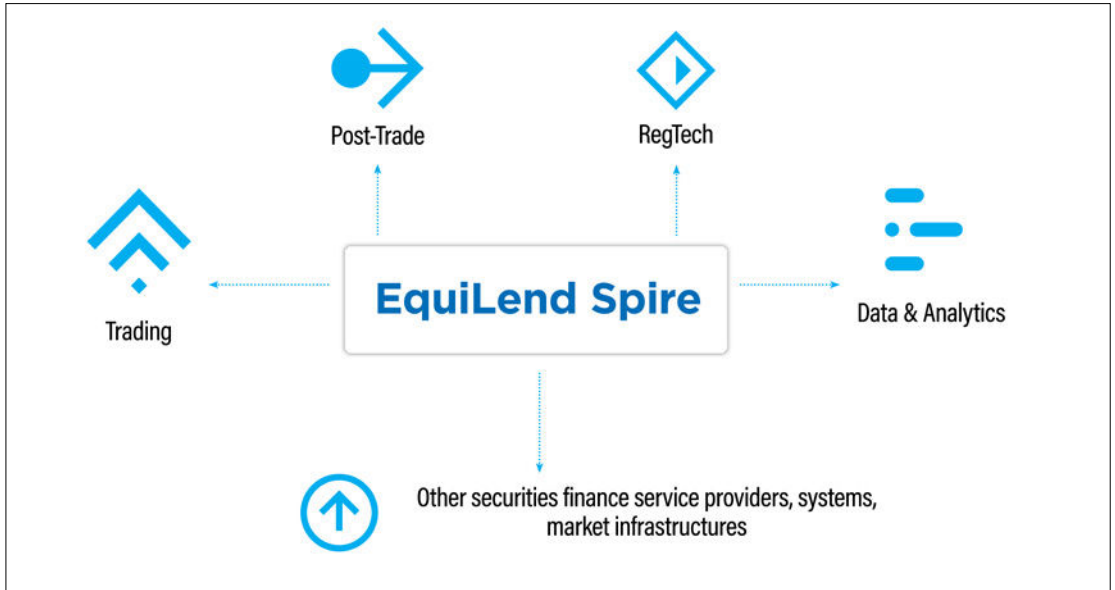 Post-Trade
RegTech
Trading
EquiLend Spire
Data & Analytics
Other securities finance service providers, systems,
market infrastructures